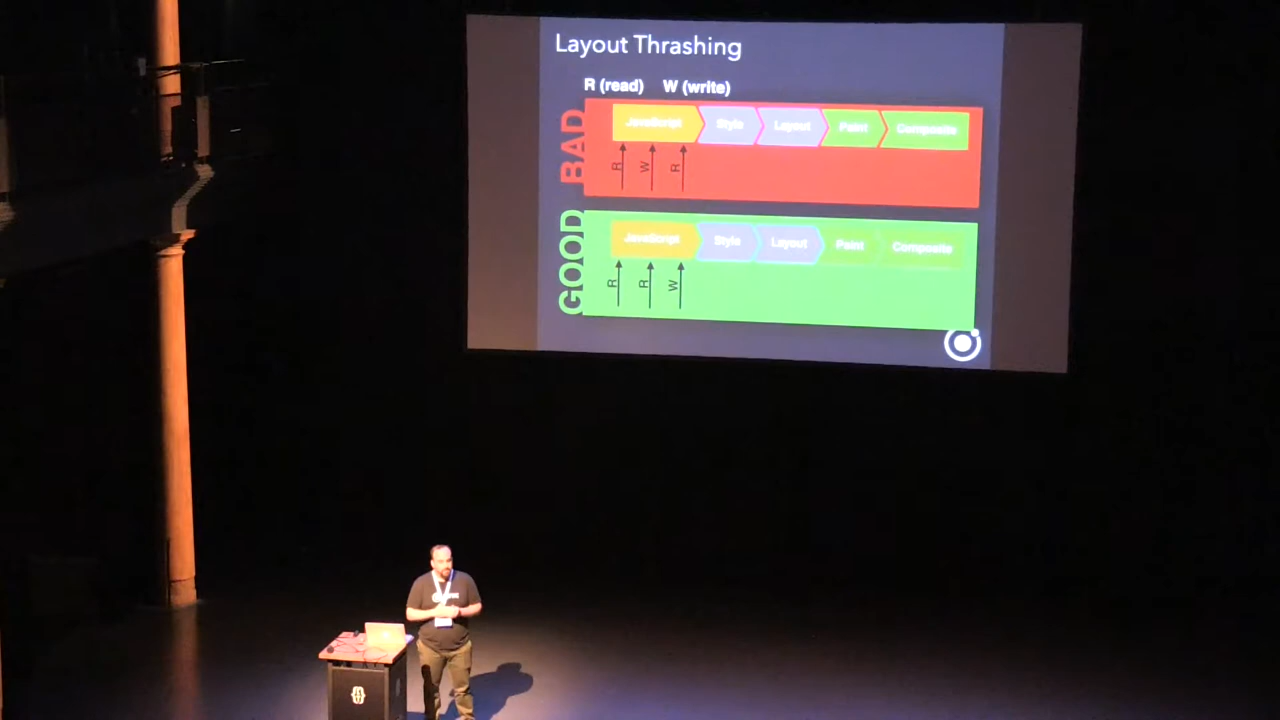 Layout Thrashing
R (read) W (write)
BAD
JavaScript Style Layout Paint Composite
R W R
GOOD
JavaScript Style Layout Paint Composite
R R W